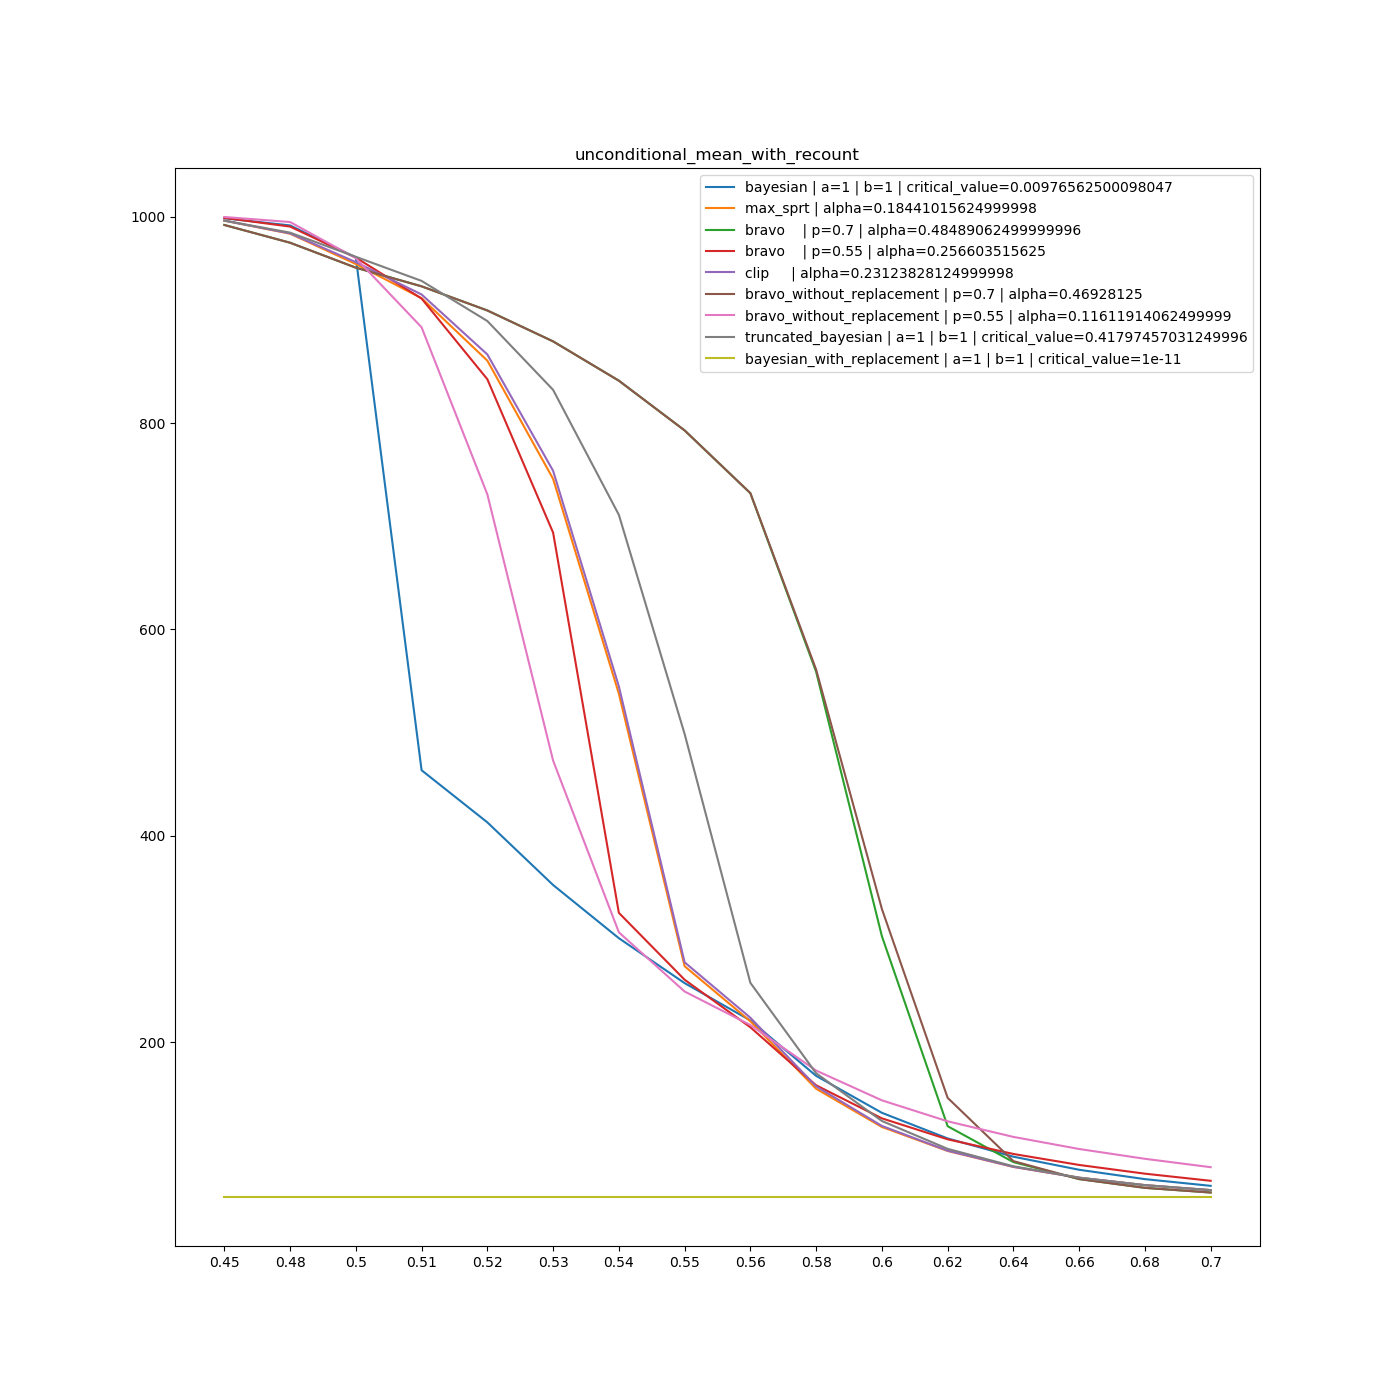 unconditional_mean_with_recount
bayesian | a=1 | b=1 | critical_value=0.00976562500098047
max_sprt | alpha=0.18441015624999998
bravo    | p=0.7 | alpha=0.48489062499999996
bravo    | p=0.55 | alpha=0.256603515625
clip     | alpha=0.23123828124999998
bravo_without_replacement | p=0.7 | alpha=0.46928125
bravo_without_replacement | p=0.55 | alpha=0.11611914062499999
truncated_bayesian | a=1 | b=1 | critical_value=0.41797457031249996
bayesian_with_replacement | a=1 | b=1 | critical_value=1e-11
1000
800
600
400
200
0.45 0.48 0.5 0.51 0.52 0.53 0.54 0.55 0.56 0.58 0.6 0.62 0.64 0.66 0.68 0.7